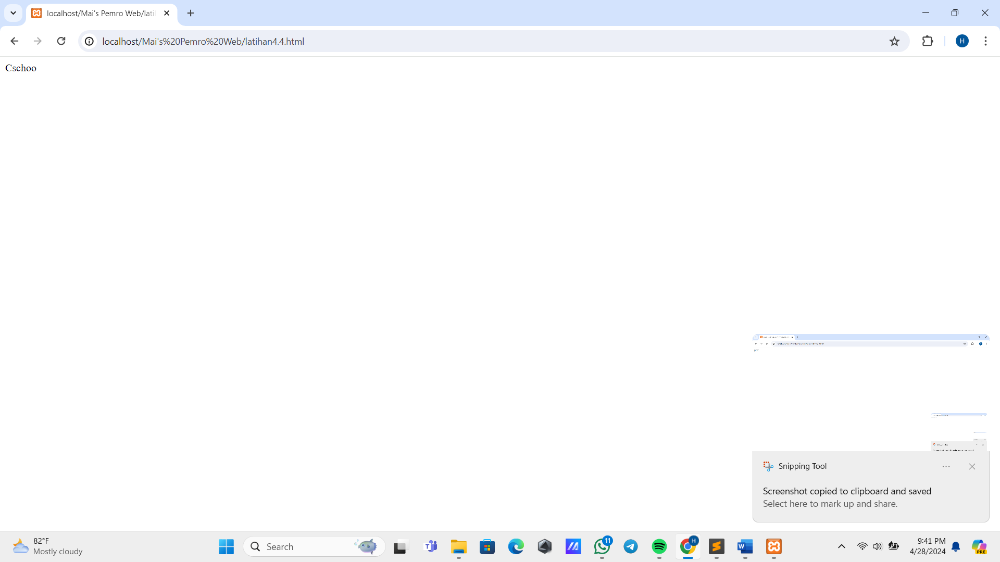 localhost/Mai's Pemro Web/lati
localhost/Mai's%20Pemro%20Web/latihan4.4.html
H
Cschoo
Snipping Tool
Screenshot copied to clipboard and saved
Select here to mark up and share.
82°F
Mostly cloudy
Search
11
H
9:41 PM
4/28/2024
PRE